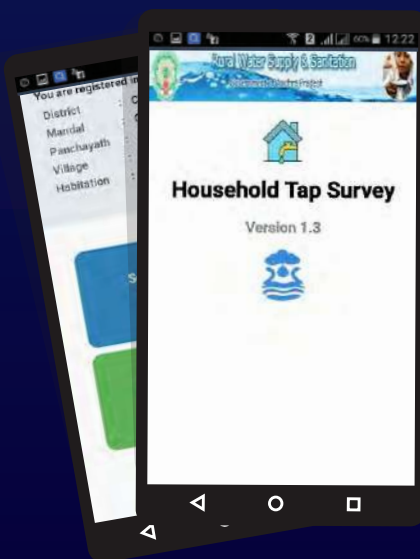 You are registered in
District :
Mandal :
Panchayath :
Village :
Habitation :
60% 12:22
Rural Water Supply & Sanitation
Household Tap Survey
Version 1.3